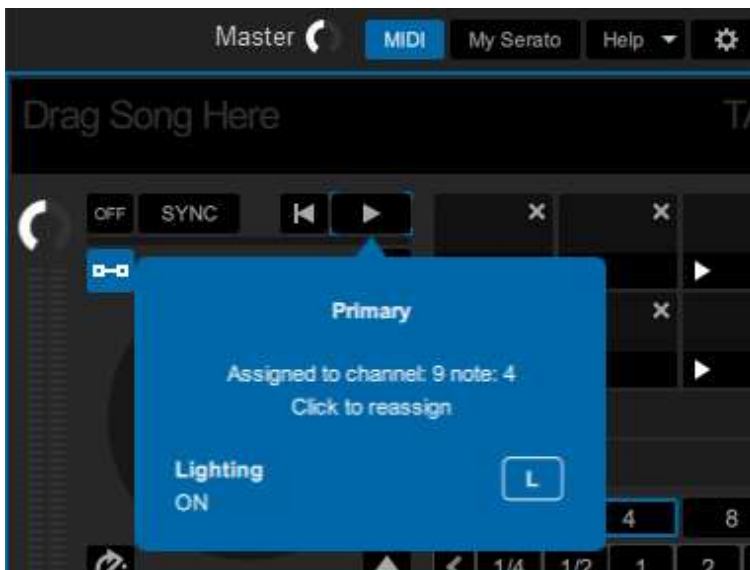 Master MIDI My Serato Help
Drag Song Here
OFF SYNC
Primary
Assigned to channel: 9 note: 4
Click to reassign
Lighting L
ON
4 8
1/4 1/2 1 2